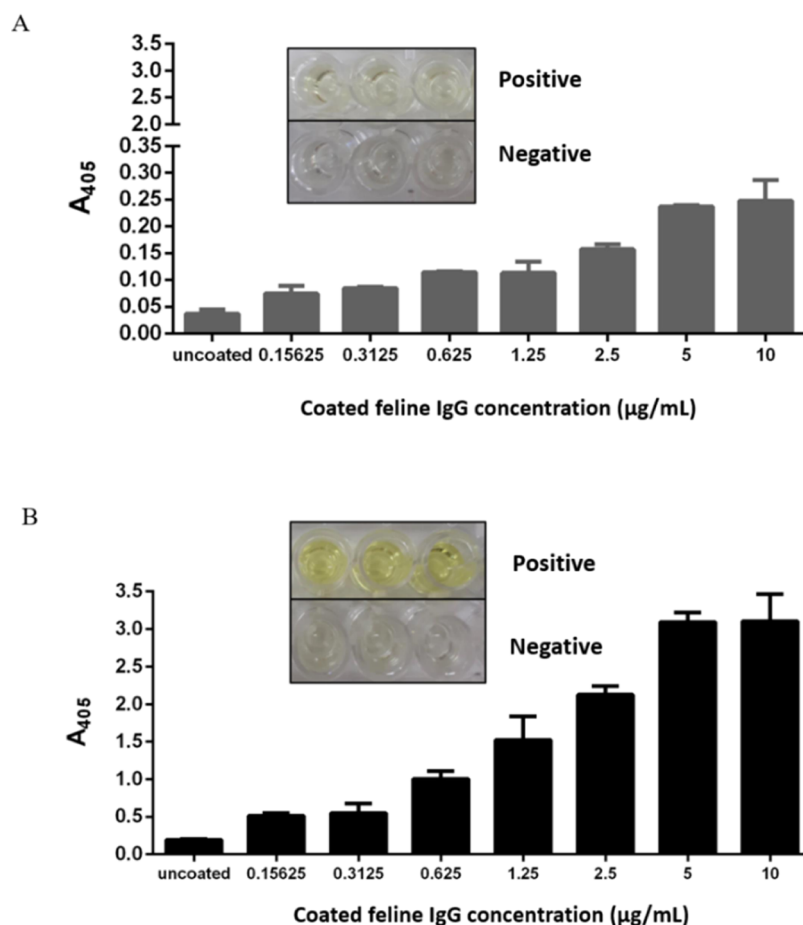 A
3.5
3.0
2.5
2.0
0.35
0.30
0.25
0.20
0.15
0.10
0.05
0.00
A405
Positive
Negative
uncoated 0.15625 0.3125 0.625 1.25 2.5 5 10
Coated feline IgG concentration (µg/mL)
B
3.5
3.0
2.5
2.0
1.5
1.0
0.5
0.0
A405
Positive
Negative
uncoated 0.15625 0.3125 0.625 1.25 2.5 5 10
Coated feline IgG concentration (µg/mL)